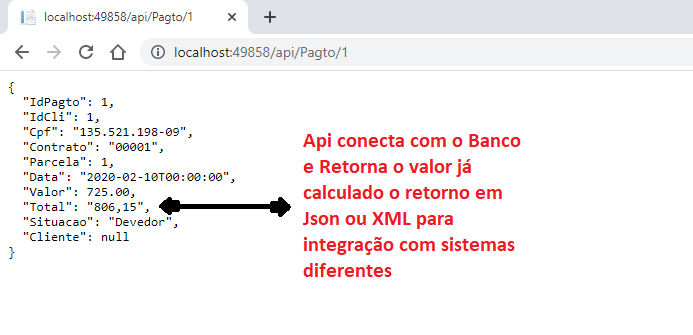 localhost:49858/api/Pagto/1
localhost:49858/api/Pagto/1
{
"IdPagto": 1,
"IdCli": 1,
"Cpf": "135.521.198-09",
"Contrato": "00001",
"Parcela": 1,
"Data": "2020-02-10T00:00:00",
"Valor": 725.00,
"Total": "806,15",
"Situacao": "Devedor",
"Cliente": null
}
Api conecta com o Banco
e Retorna o valor já
calculado o retorno em
Json ou XML para
integração com sistemas
diferentes